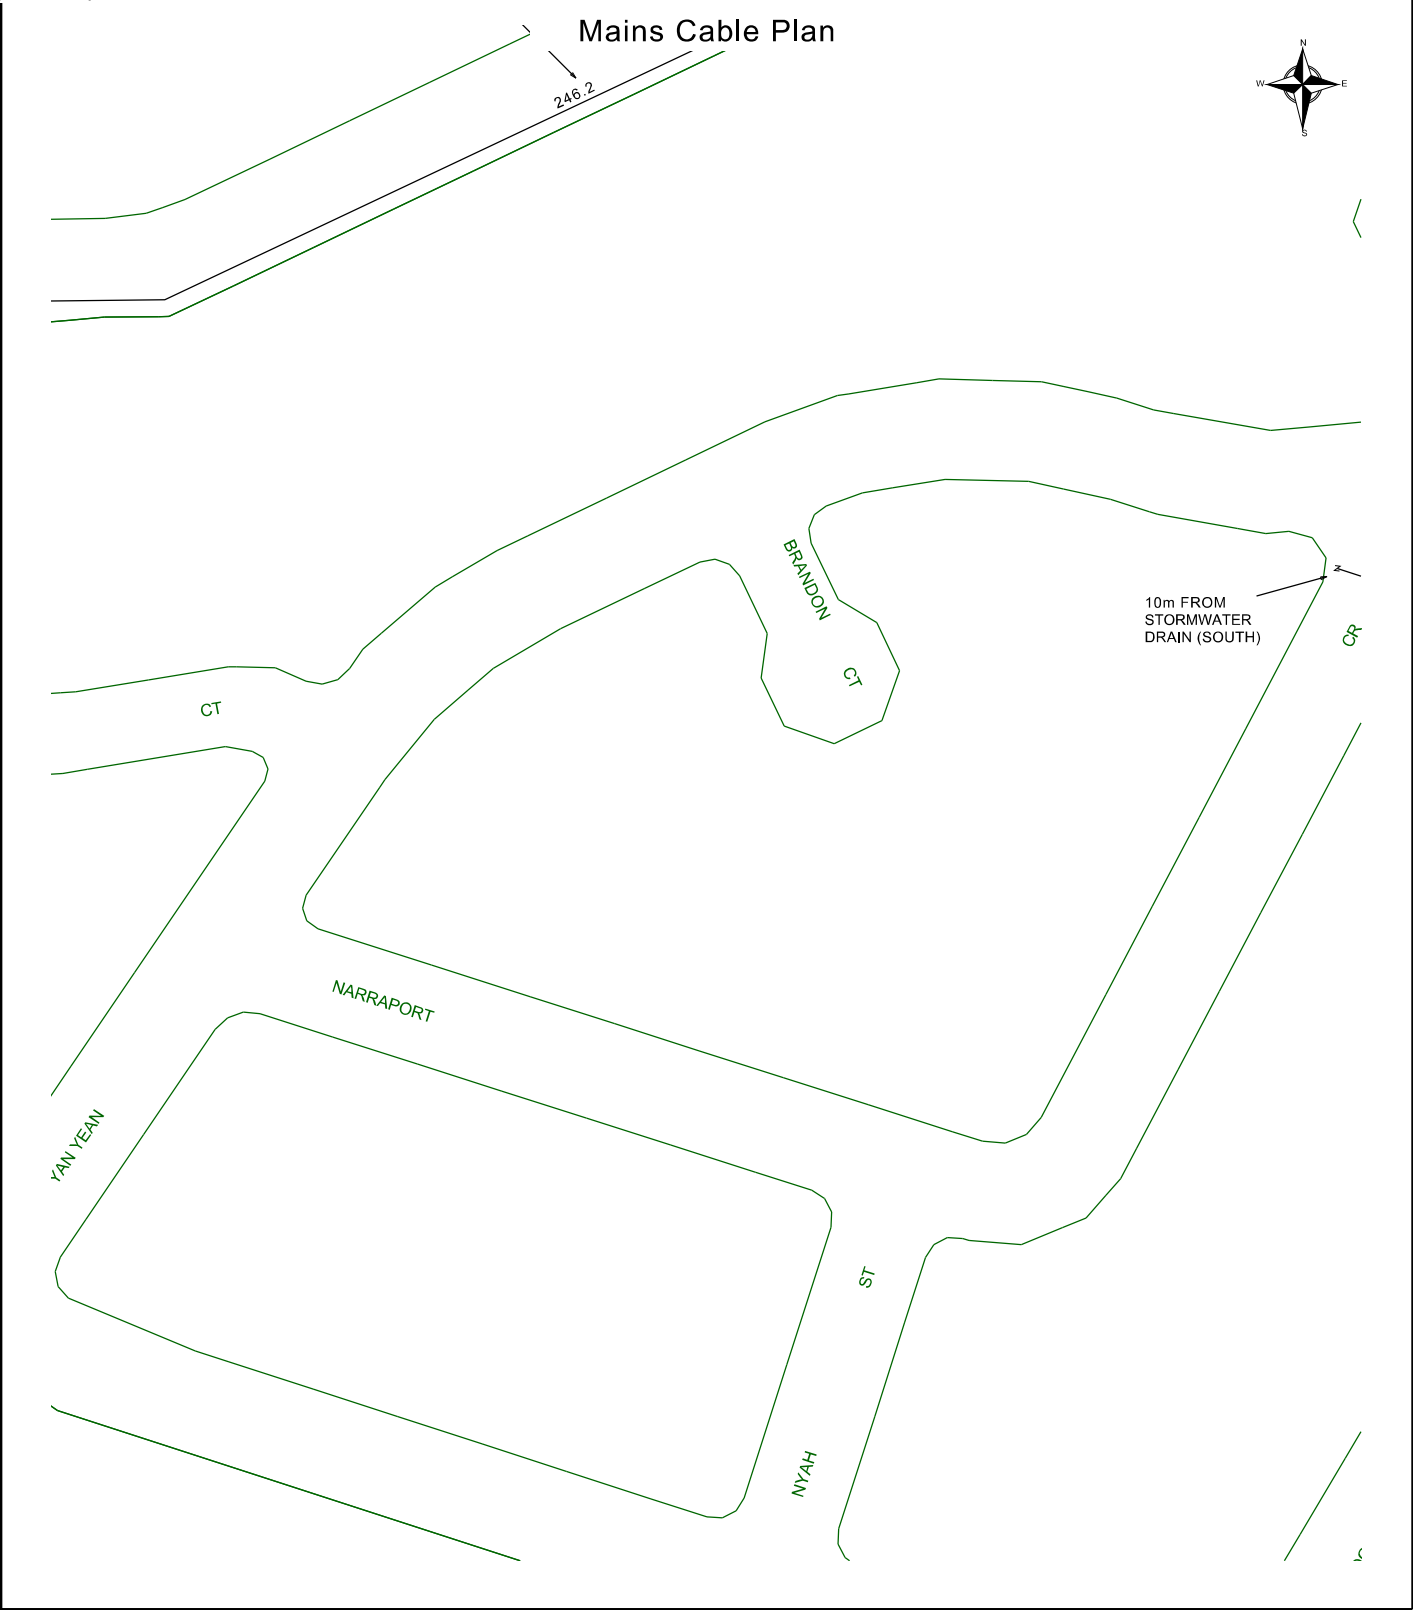 Mains Cable Plan
N
W
E
S
246.2
BRANDON
CT
10m FROM
STORMWATER
DRAIN (SOUTH)
CR
CT
NARRAPORT
YAN YEAN
ST
NYAH